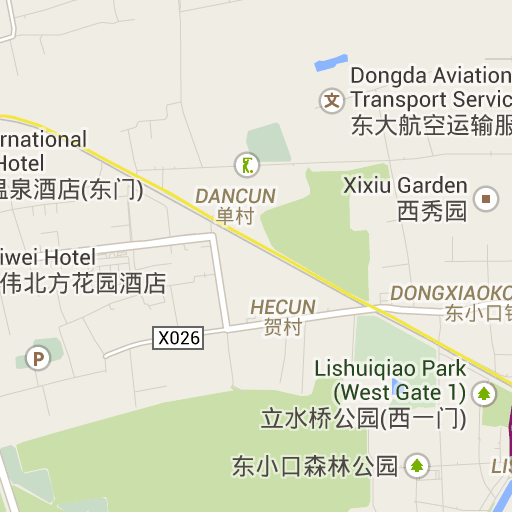 Dongda Aviation
Transport Servic
东大航空运输服
文
ernational
Hotel
温泉酒店(东门)
DANCUN
单村
Xixiu Garden
西秀园
iwei Hotel
伟北方花园酒店
HECUN
贺村
DONGXIAOKO
东小口镇
X026
P
Lishuiqiao Park
(West Gate 1)
立水桥公园(西一门)
东小口森林公园
LIS